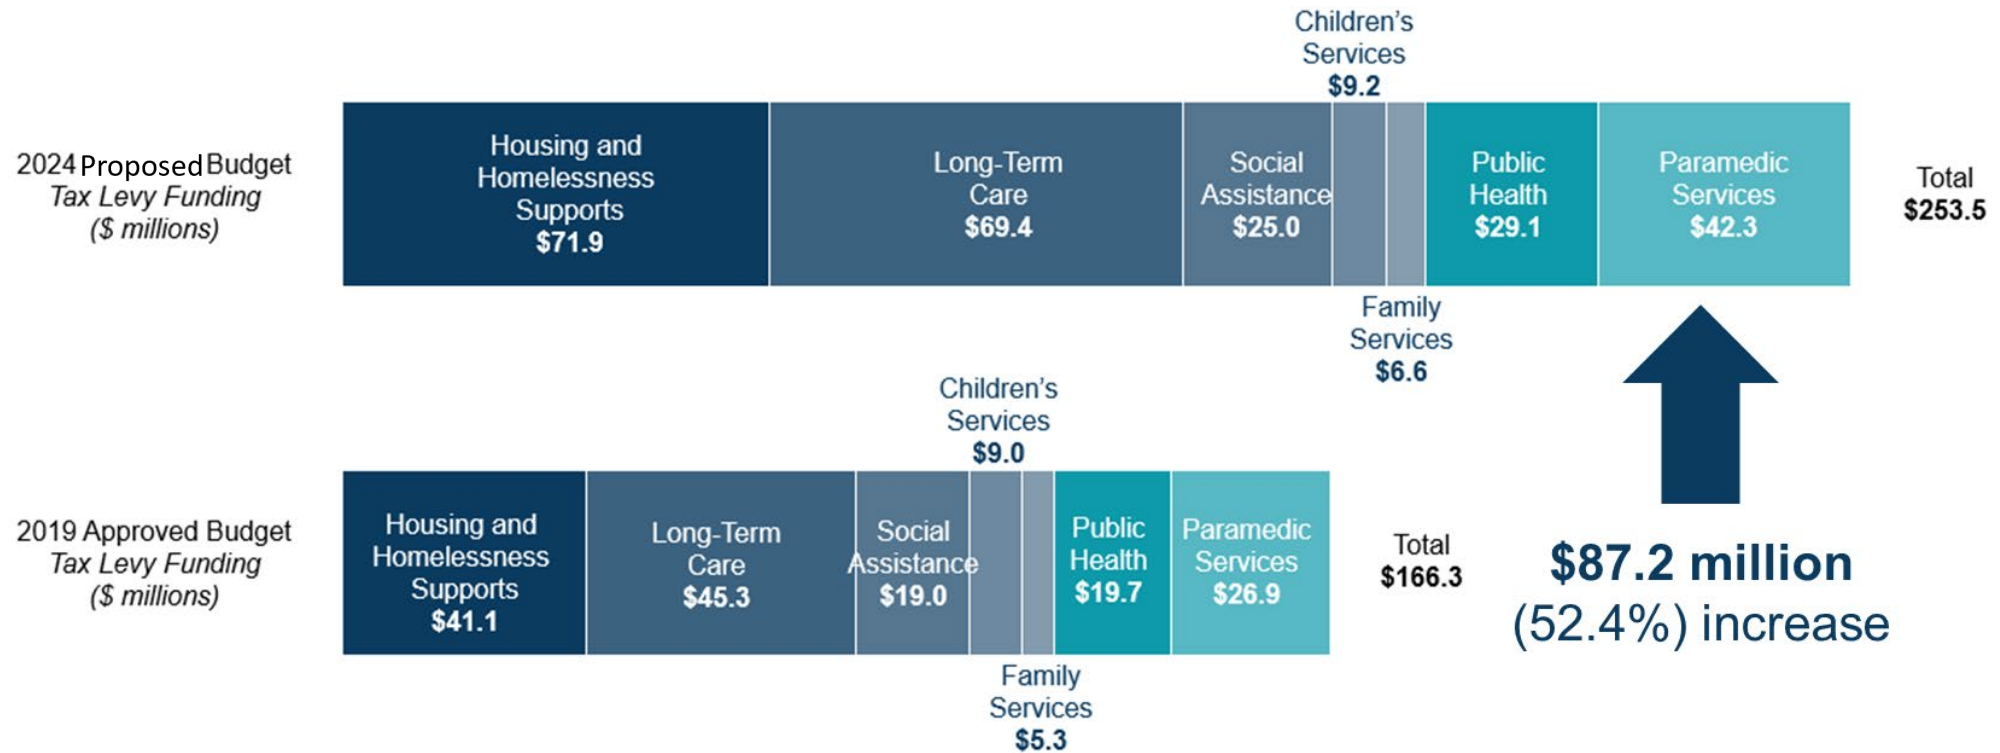 Children's
Services
$9.2
2024 Proposed Budget
Tax Levy Funding
($ millions)
Housing and
Homelessness
Supports
$71.9
Long-Term
Care
$69.4
Social
Assistance
$25.0
Public
Health
$29.1
Paramedic
Services
$42.3
Total
$253.5
Family
Services
$6.6
Children's
Services
$9.0
2019 Approved Budget
Tax Levy Funding
($ millions)
Housing and
Homelessness
Supports
$41.1
Long-Term
Care
$45.3
Social
Assistance
$19.0
Public
Health
$19.7
Paramedic
Services
$26.9
Total
$166.3
$87.2 million
(52.4%) increase
Family
Services
$5.3